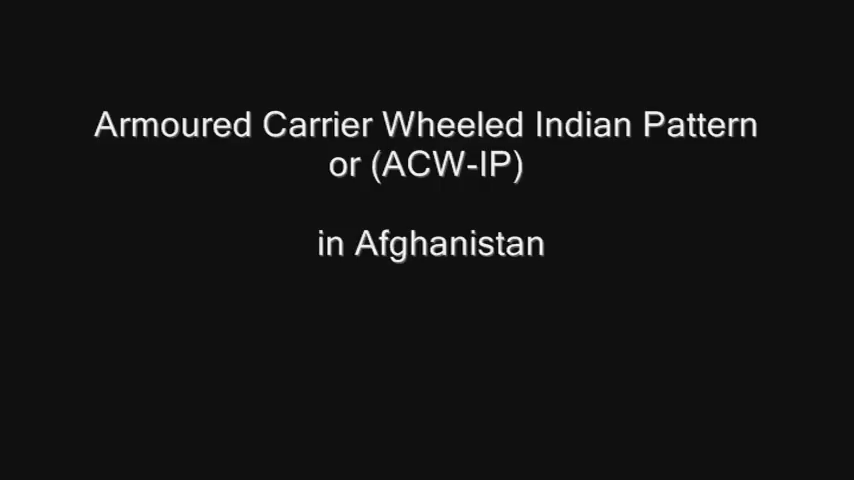 Armoured Carrier Wheeled Indian Pattern
or (ACW-IP)
in Afghanistan